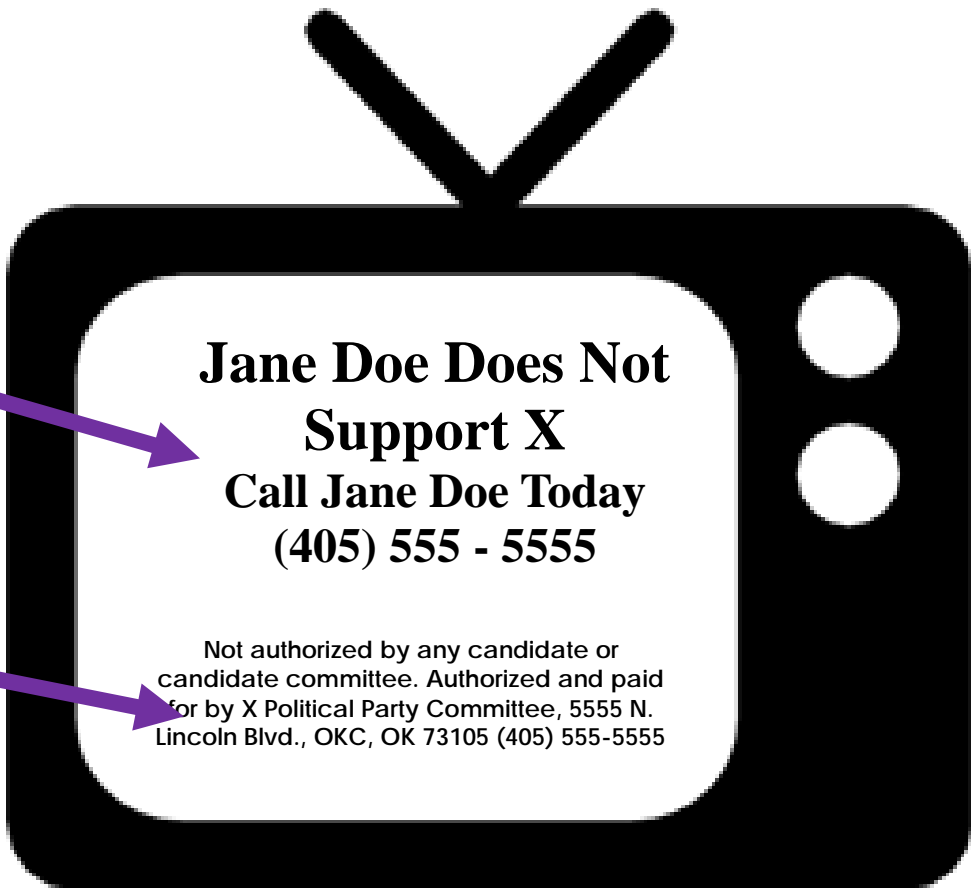 Jane Doe Does Not
Support X
Call Jane Doe Today
(405) 555 - 5555
Not authorized by any candidate or
candidate committee. Authorized and paid
for by X Political Party Committee, 5555 N.
Lincoln Blvd., OKC, OK 73105 (405) 555-5555